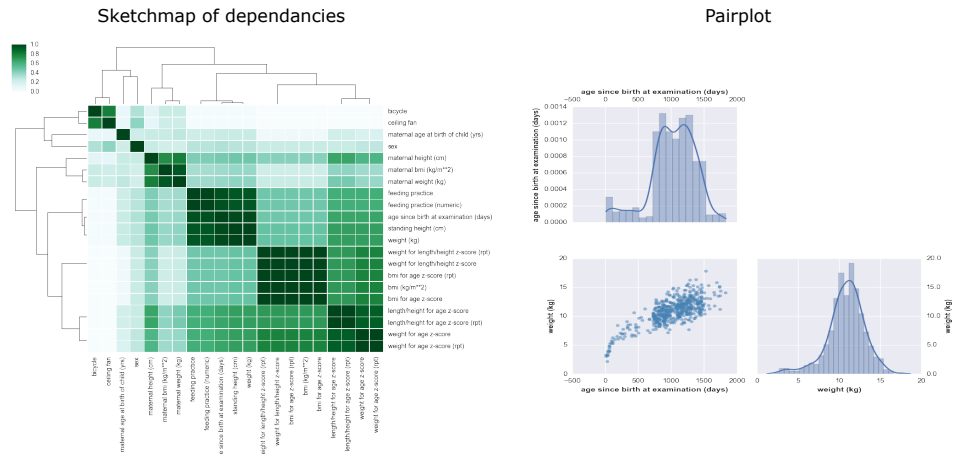 Sketchmap of dependancies
Pairplot
1.0
0.8
0.6
0.4
0.2
0.0
bicycle
ceiling fan
maternal age at birth of child (yrs)
sex
maternal height (cm)
maternal bmi (kg/m**2)
maternal weight (kg)
feeding practice
feeding practice (numeric)
age since birth at examination (days)
standing height (cm)
weight (kg)
weight for length/height z-score (rpt)
weight for length/height z-score
bmi for age z-score (rpt)
bmi (kg/m**2)
bmi for age z-score
length/height for age z-score
length/height for age z-score (rpt)
weight for age z-score
weight for age z-score (rpt)
bicycle
ceiling fan
maternal age at birth of child (yrs)
sex
maternal height (cm)
maternal bmi (kg/m**2)
maternal weight (kg)
feeding practice
feeding practice (numeric)
e since birth at examination (days)
standing height (cm)
weight (kg)
ight for length/height z-score (rpt)
weight for length/height z-score
bmi for age z-score (rpt)
bmi (kg/m**2)
bmi for age z-score
length/height for age z-score
length/height for age z-score (rpt)
weight for age z-score
weight for age z-score (rpt)
age since birth at examination (days)
−500 0 500 1000 1500 2000
age since birth at examination (days)
0.0014
0.0012
0.0010
0.0008
0.0006
0.0004
0.0002
0.0000
weight (kg)
20
15
10
5
0
−500 0 500 1000 1500 2000
age since birth at examination (days)
20.0
15.0
10.0
5.0
0.0
weight (kg)
0 5 10 15 20
weight (kg)